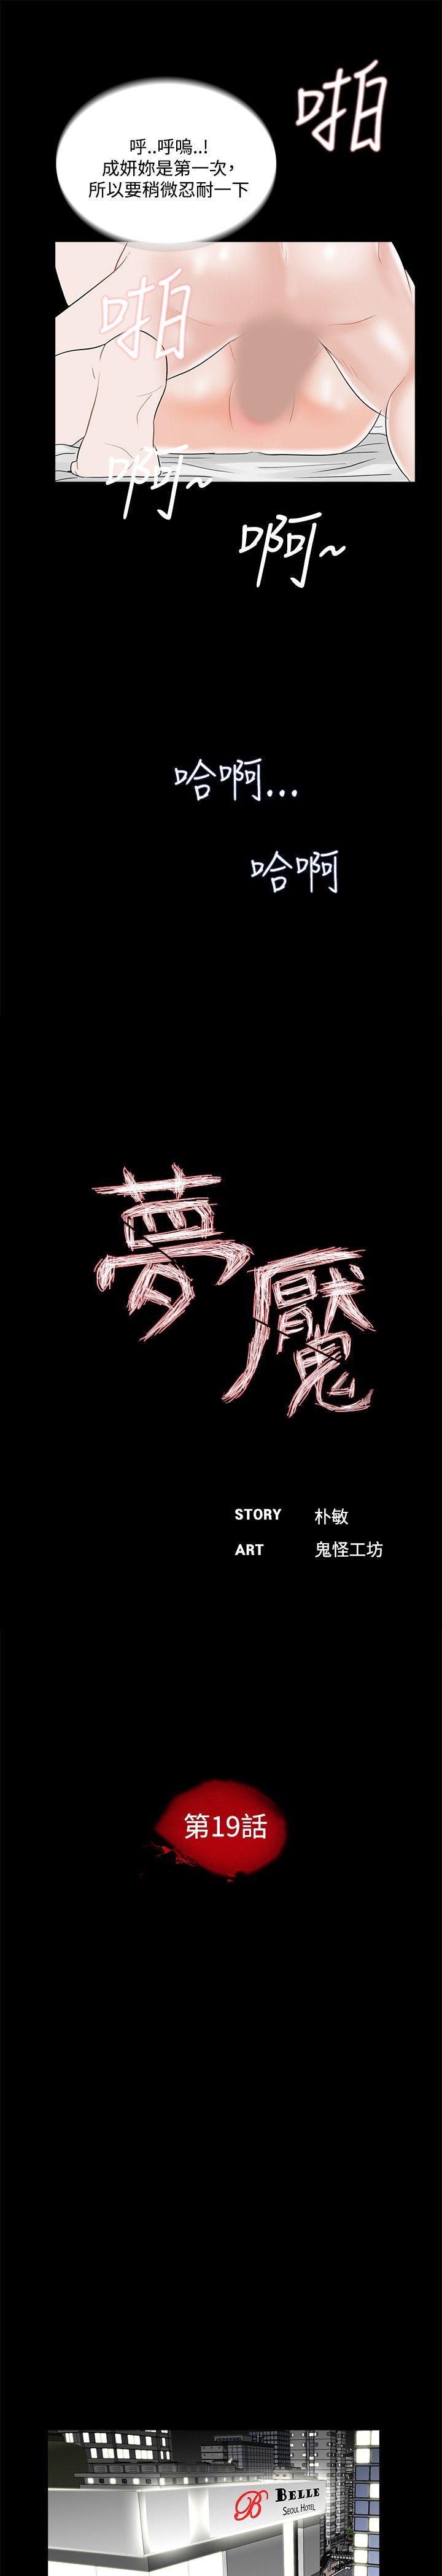 啪
呼..呼嗚..!
成妍妳是第一次,
所以要稍微忍耐一下
啪
啊~
啊~
哈啊...
哈啊
夢魘
STORY 朴敏
ART 鬼怪工坊
第19話
B BELLE
SEOUL HOTEL